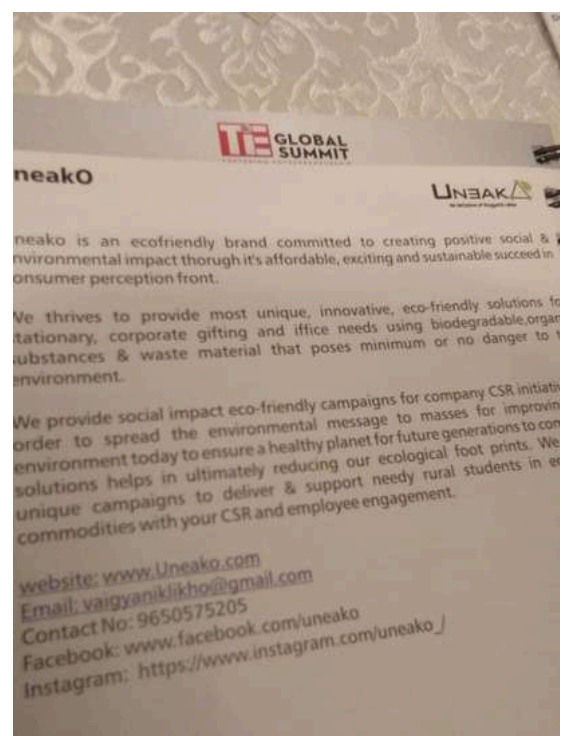 TiE GLOBAL
SUMMIT
neakO
UNEAKO
neako is an ecofriendly brand committed to creating positive social &
nvironmental impact thorugh it's affordable, exciting and sustainable succeed in
onsumer perception front.
We thrives to provide most unique, innovative, eco-friendly solutions fo
tationary, corporate gifting and iffice needs using biodegradable,organ
ubstances & waste material that poses minimum or no danger to t
environment.
We provide social impact eco-friendly campaigns for company CSR initiativ
order to spread the environmental message to masses for improvin
environment today to ensure a healthy planet for future generations to com
solutions helps in ultimately reducing our ecological foot prints. We
unique campaigns to deliver & support needy rural students in e
commodities with your CSR and employee engagement.
website: www.Uneako.com
Email: vaigyaniklikho@gmail.com
Contact No: 9650575205
Facebook: www.facebook.com/uneako
Instagram: https://www.instagram.com/uneako_/